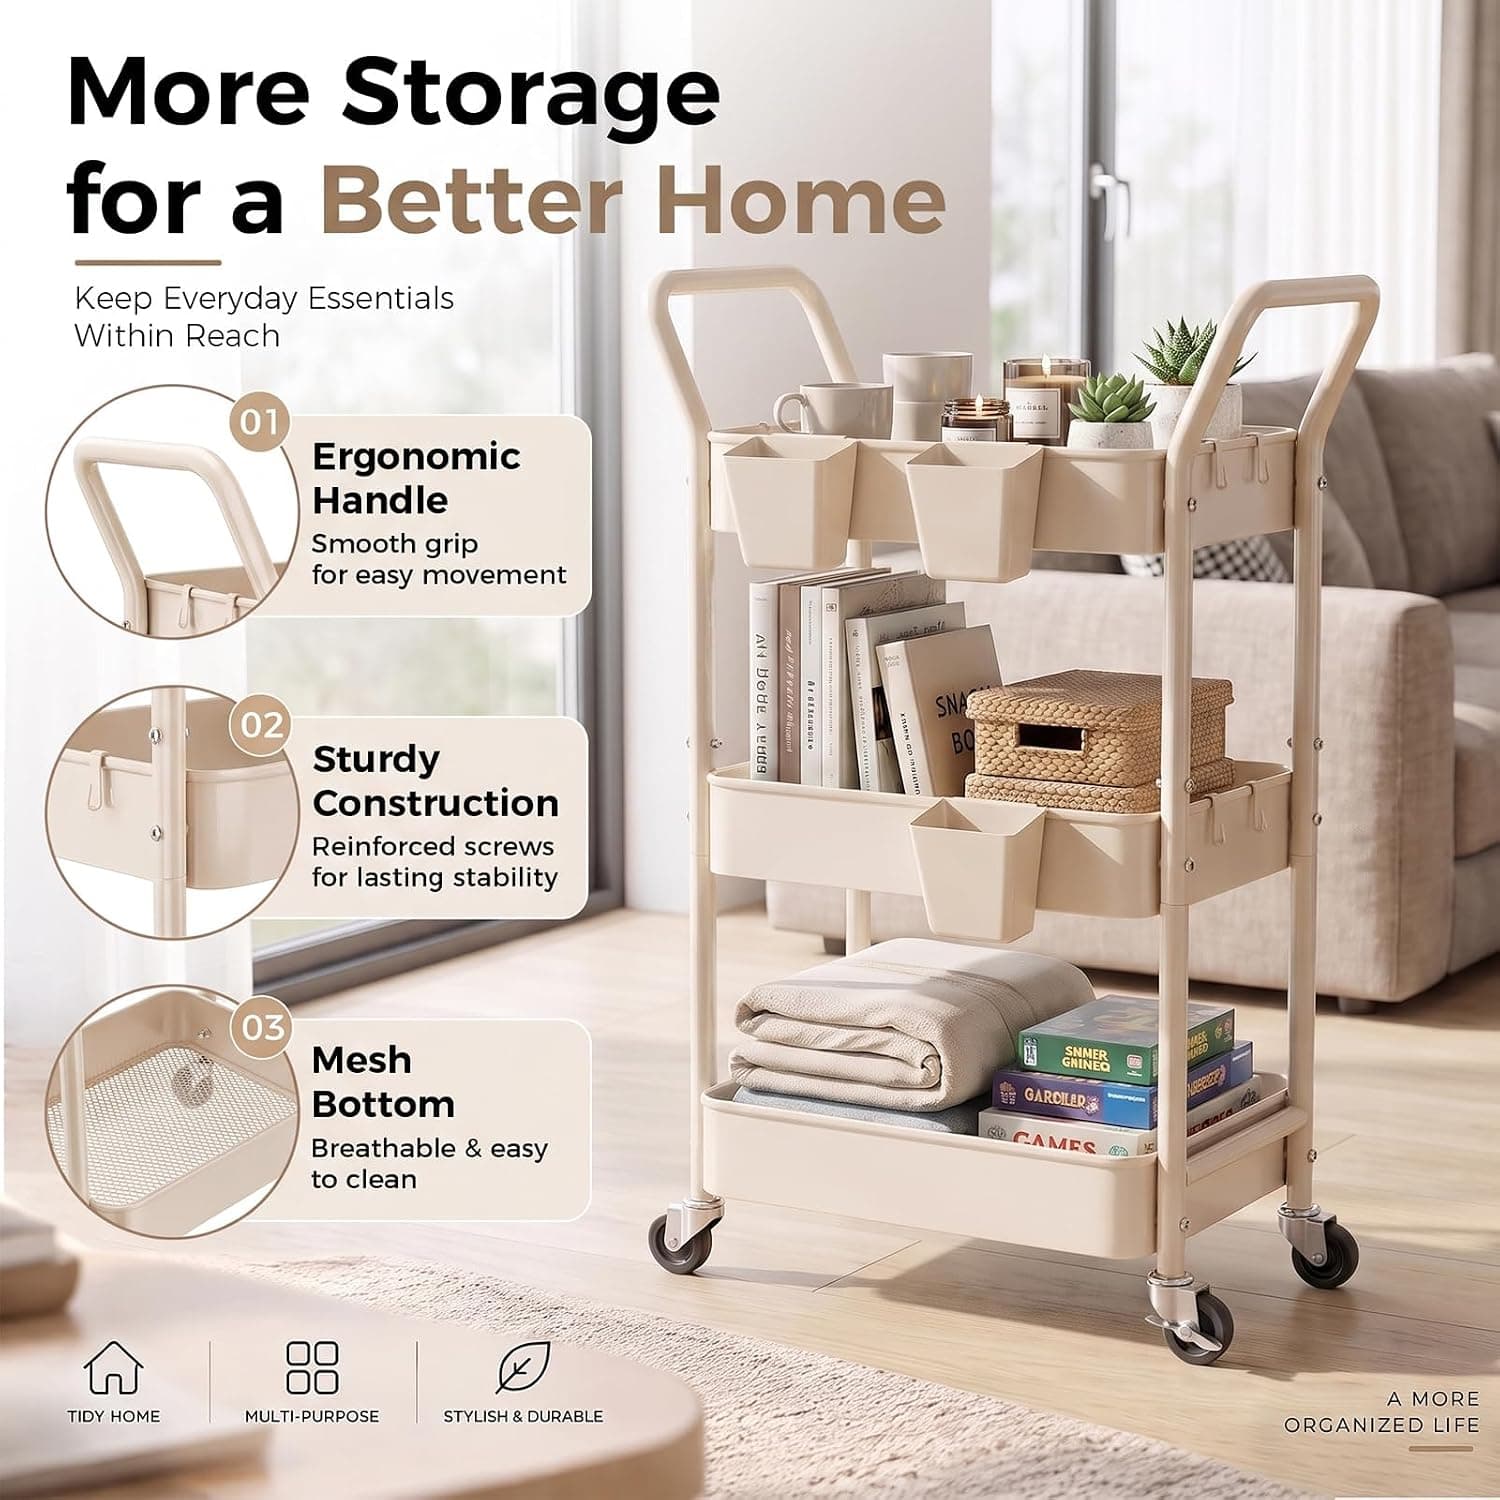 More Storage
for a Better Home
Keep Everyday Essentials
Within Reach
01
Ergonomic
Handle
Smooth grip
for easy movement
02
Sturdy
Construction
Reinforced screws
for lasting stability
03
Mesh
Bottom
Breathable & easy
to clean
SNMER
GNINEQ
GAMES
TIDY HOME
MULTI-PURPOSE
STYLISH & DURABLE
A MORE
ORGANIZED LIFE